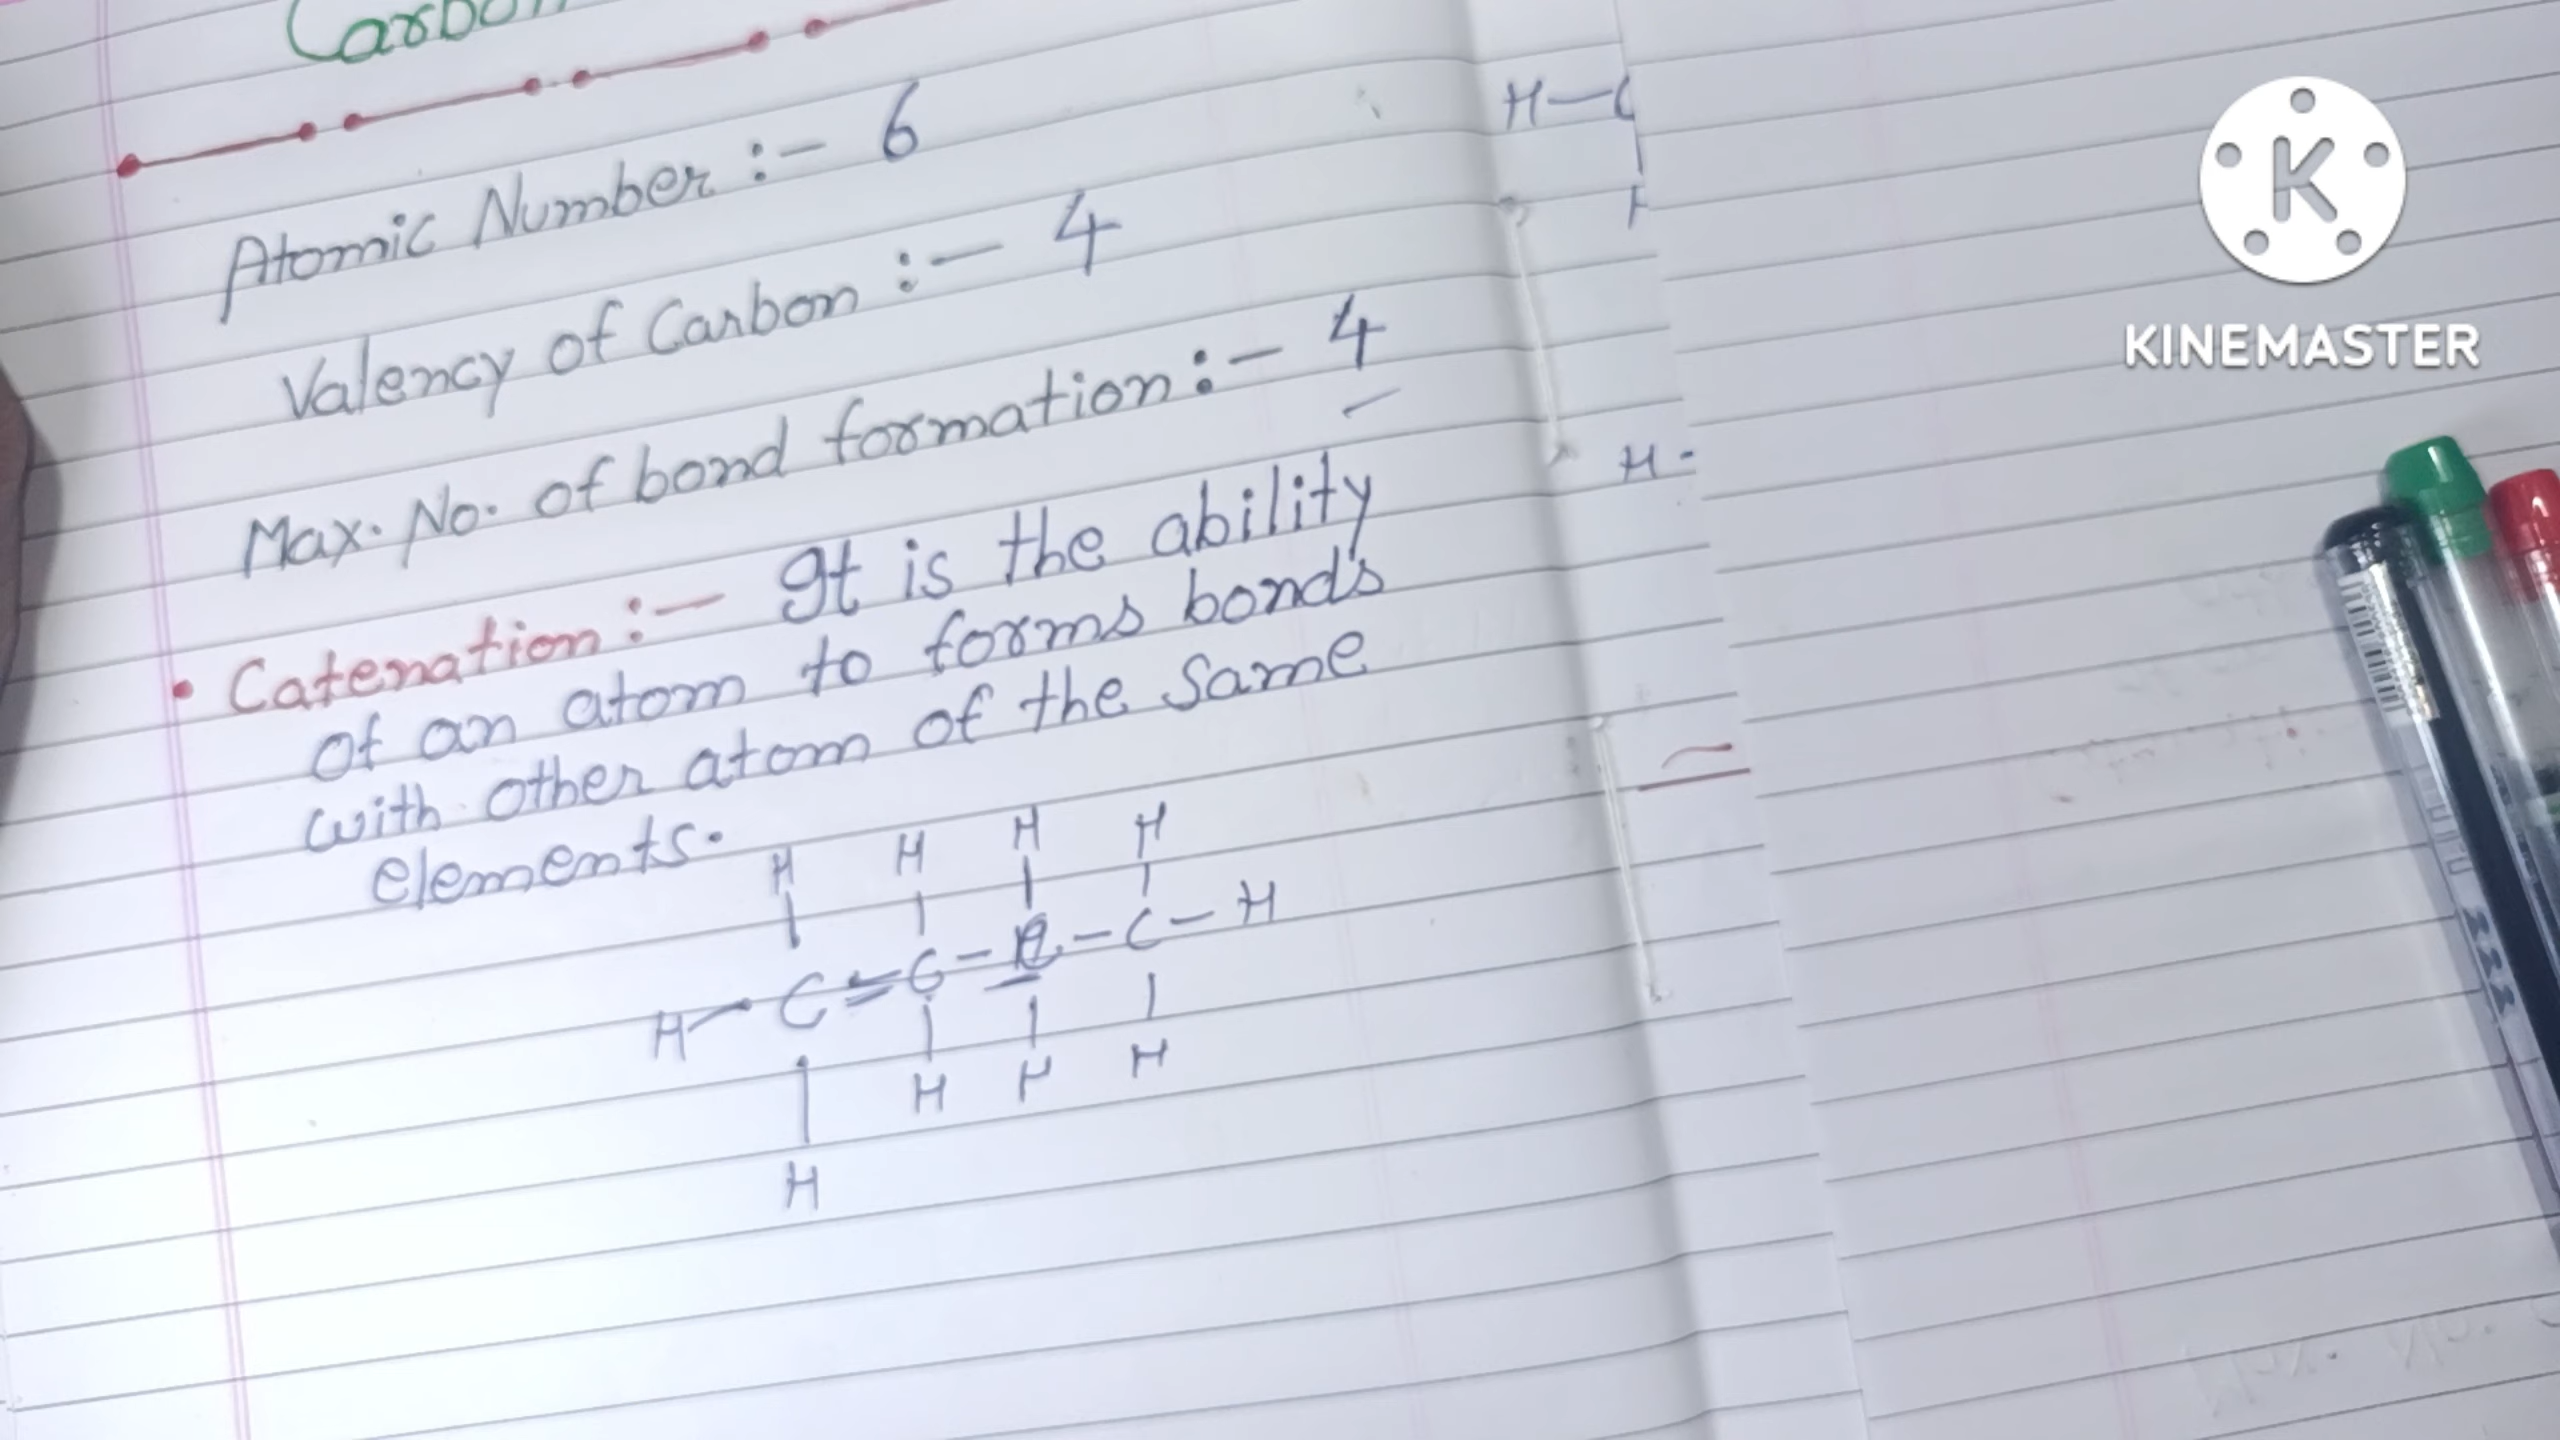 Carbon
Atomic Number :- 6
Valency of Carbon :- 4
Max. No. of bond formation :- 4
• Catenation :- It is the ability
of an atom to forms bonds
with other atom of the same
elements.
H H H H
H-C=C-C-C-H
H H H
H
H-C
H-
KINEMASTER